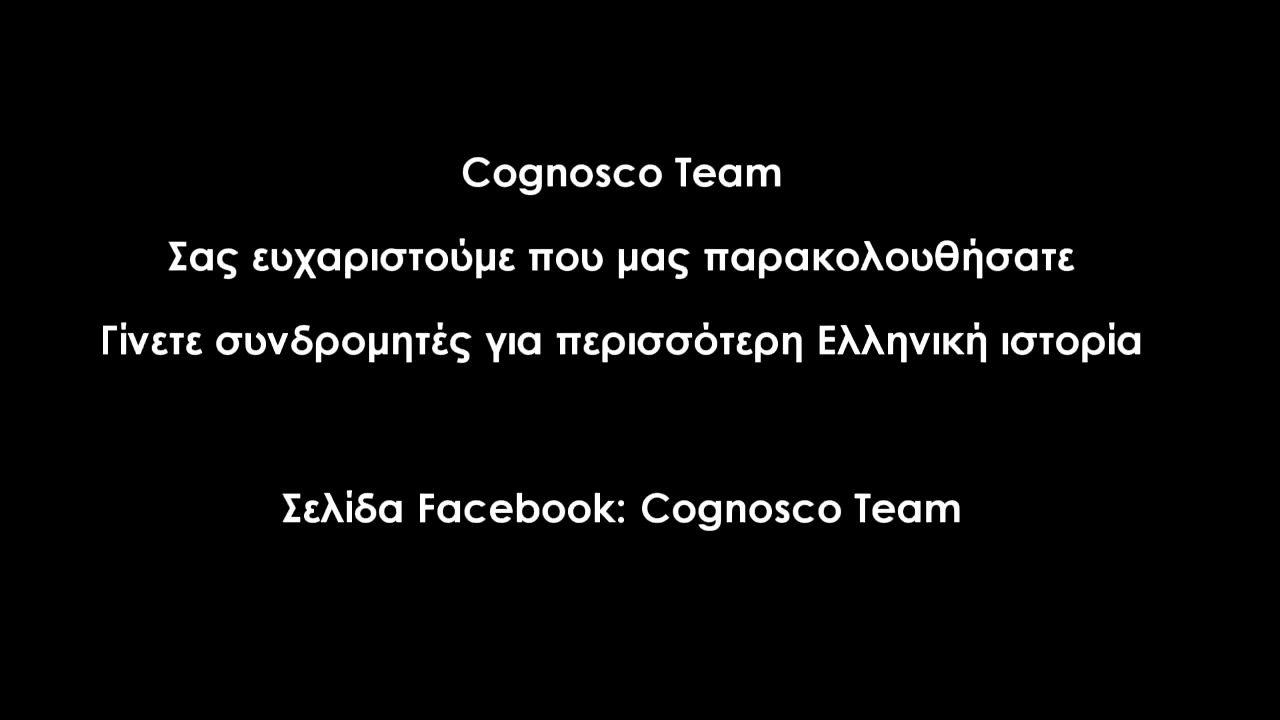 Cognosco Team
Σας ευχαριστούμε που μας παρακολουθήσατε
Γίνετε συνδρομητές για περισσότερη Ελληνική ιστορία
Σελίδα Facebook: Cognosco Team